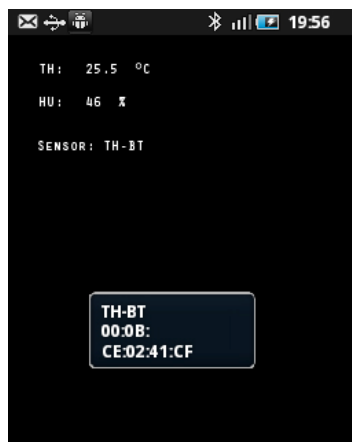 19:56
TH: 25.5 °C
HU: 46 %
SENSOR: TH-BT
TH-BT
00:0B:
CE:02:41:CF